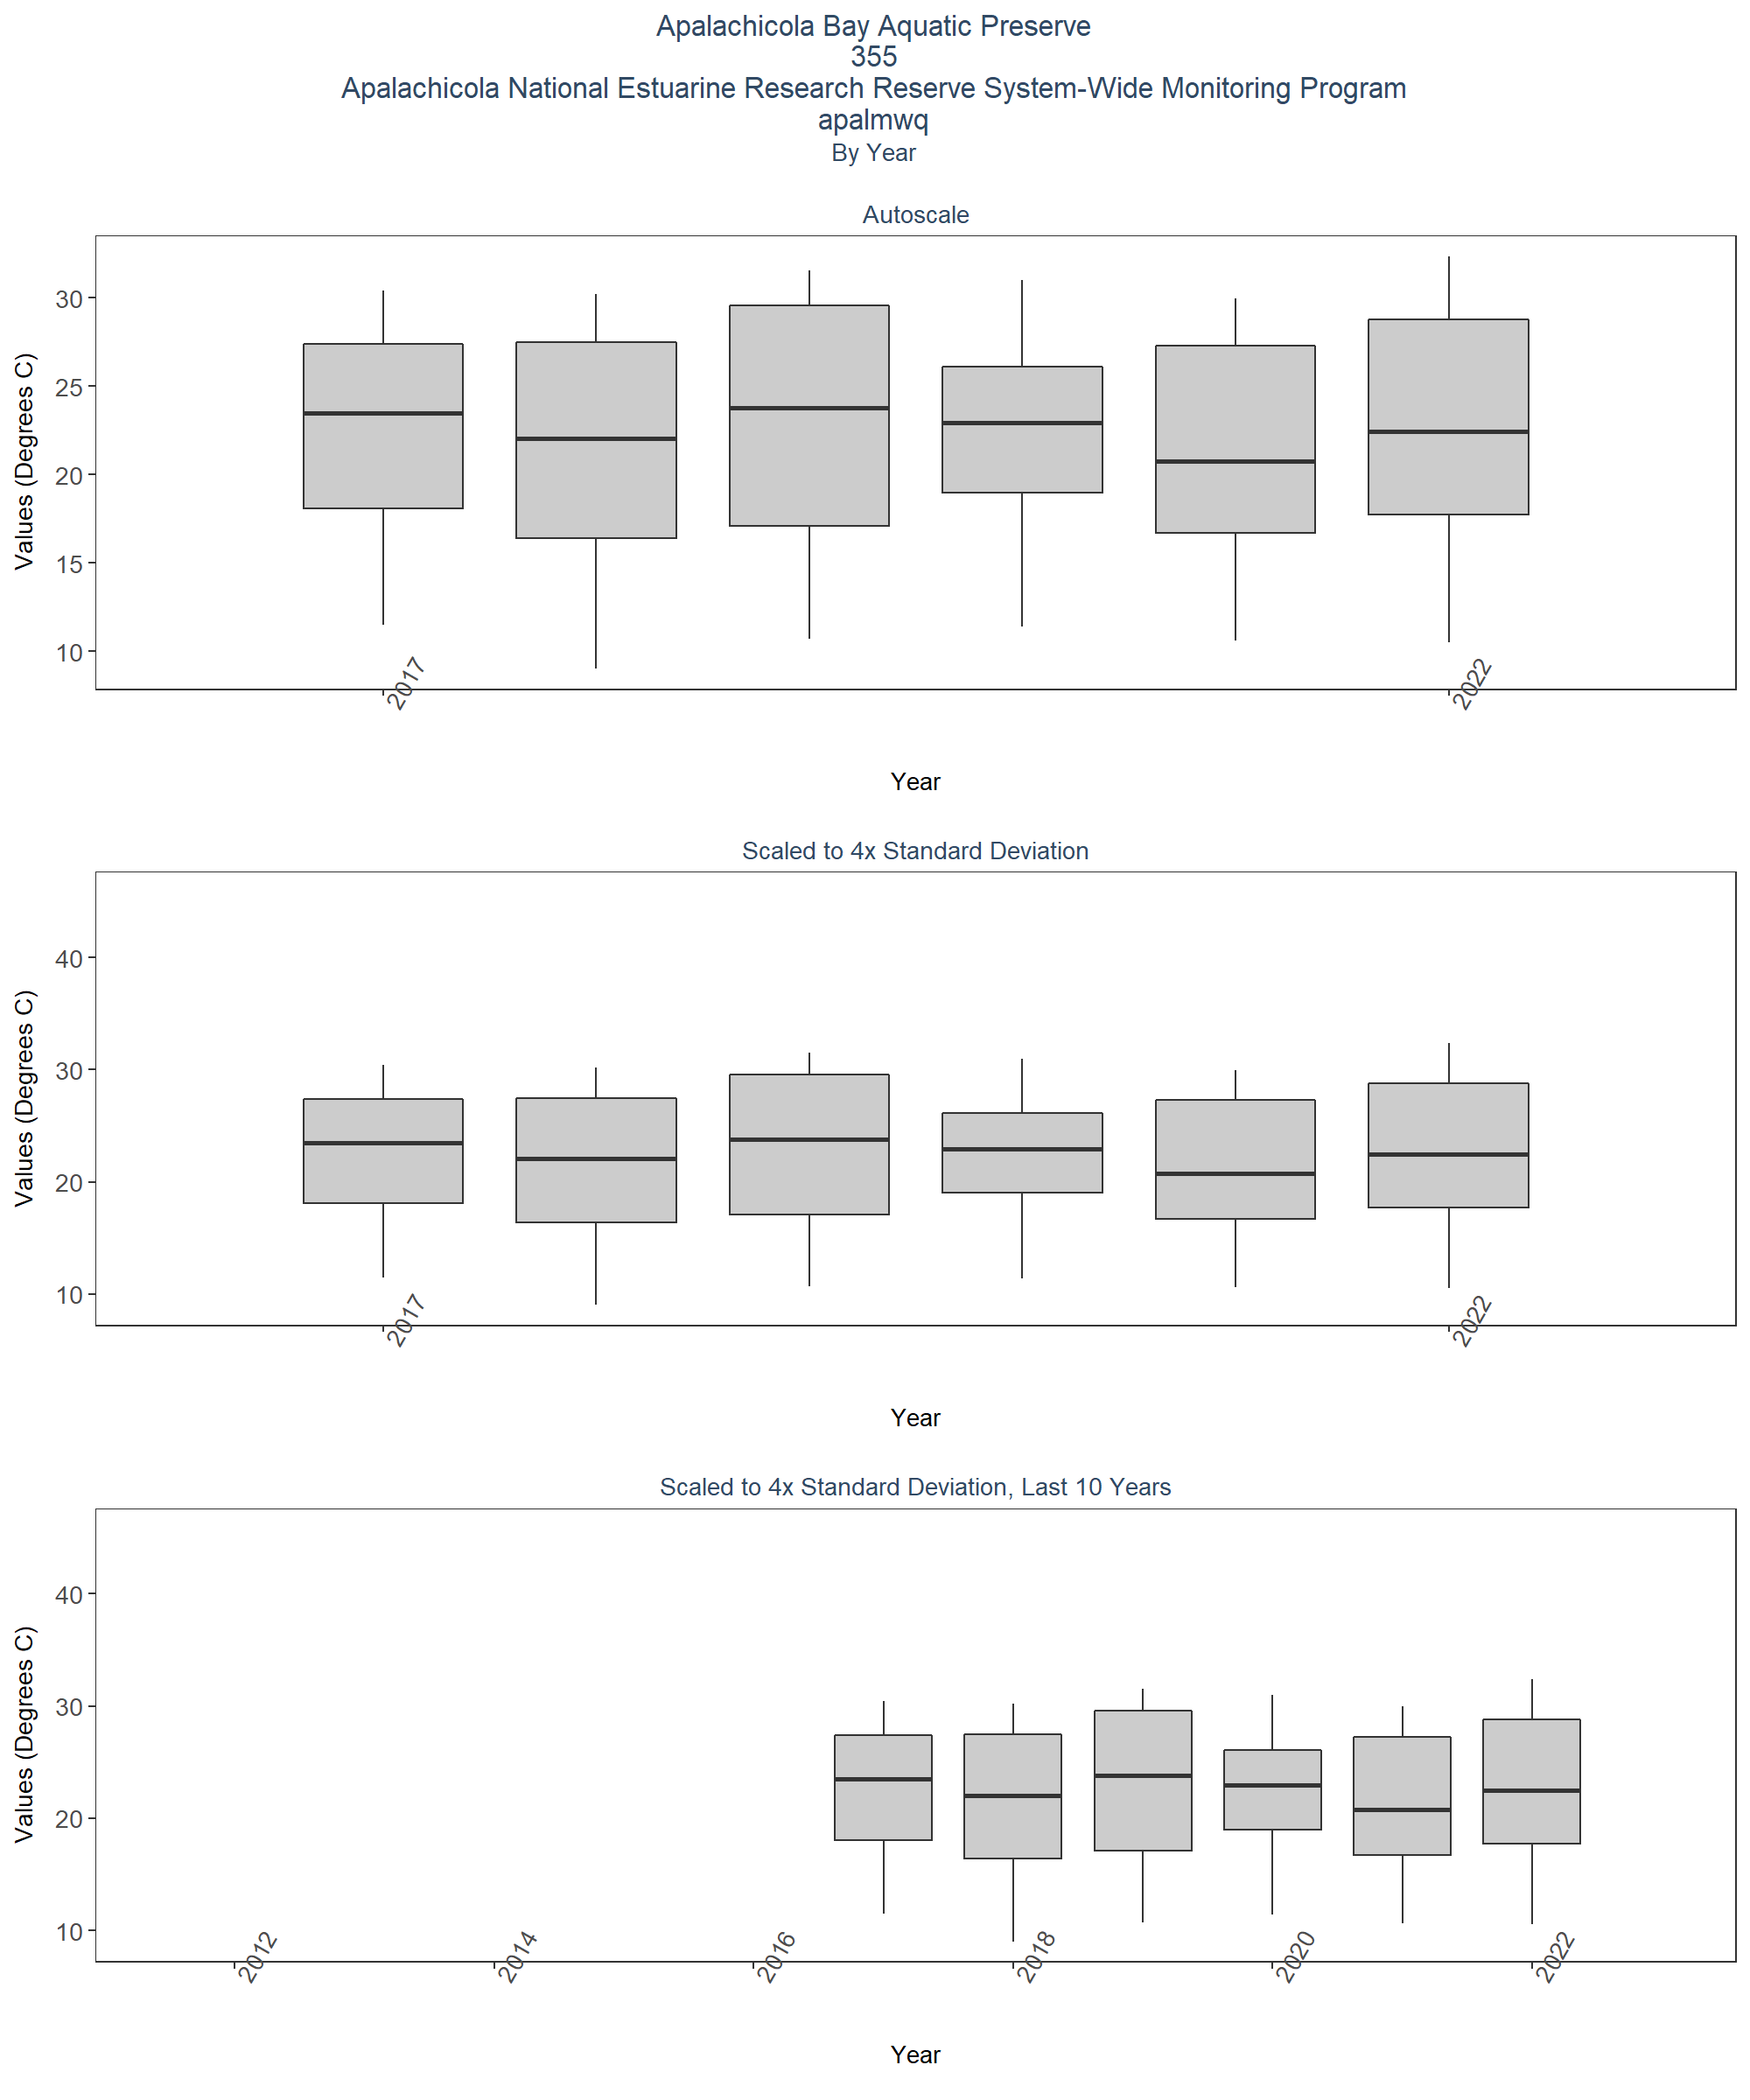 Apalachicola Bay Aquatic Preserve
355
Apalachicola National Estuarine Research Reserve System-Wide Monitoring Program
apalmwq
By Year
Autoscale
Values (Degrees C)
30
25
20
15
10
2017
2022
Year
Scaled to 4x Standard Deviation
Values (Degrees C)
40
30
20
10
2017
2022
Year
Scaled to 4x Standard Deviation, Last 10 Years
Values (Degrees C)
40
30
20
10
2012
2014
2016
2018
2020
2022
Year